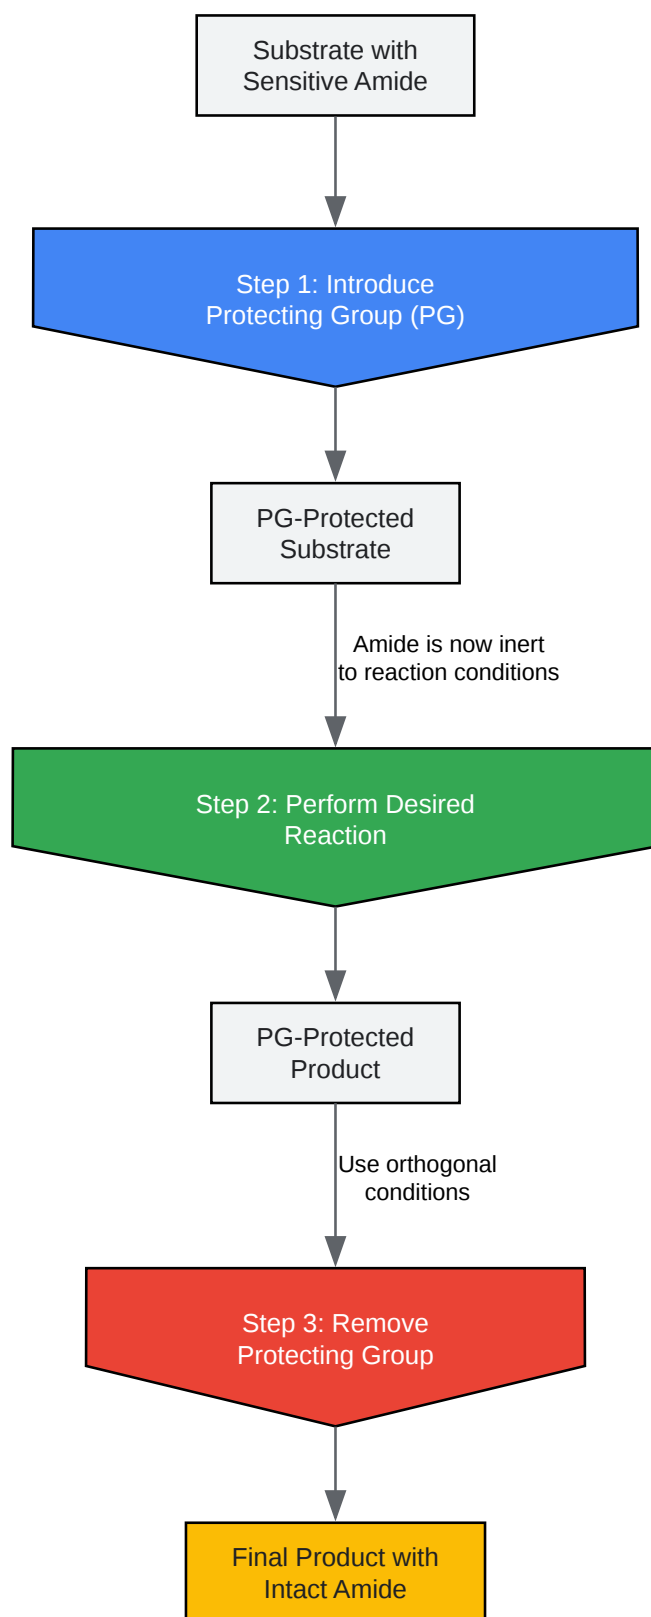 Substrate with
Sensitive Amide
Step 1: Introduce
Protecting Group (PG)
PG-Protected
Substrate
Amide is now inert
to reaction conditions
Step 2: Perform Desired
Reaction
PG-Protected
Product
Use orthogonal
conditions
Step 3: Remove
Protecting Group
Final Product with
Intact Amide